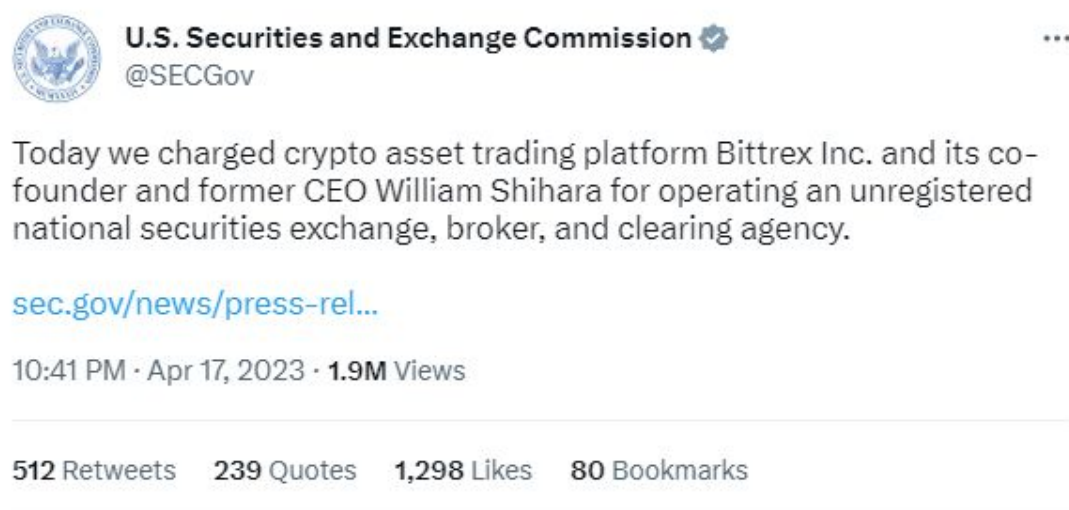 U.S. Securities and Exchange Commission
@SECGov
Today we charged crypto asset trading platform Bittrex Inc. and its co-
founder and former CEO William Shihara for operating an unregistered
national securities exchange, broker, and clearing agency.
sec.gov/news/press-rel...
10:41 PM · Apr 17, 2023 · 1.9M Views
512 Retweets 239 Quotes 1,298 Likes 80 Bookmarks